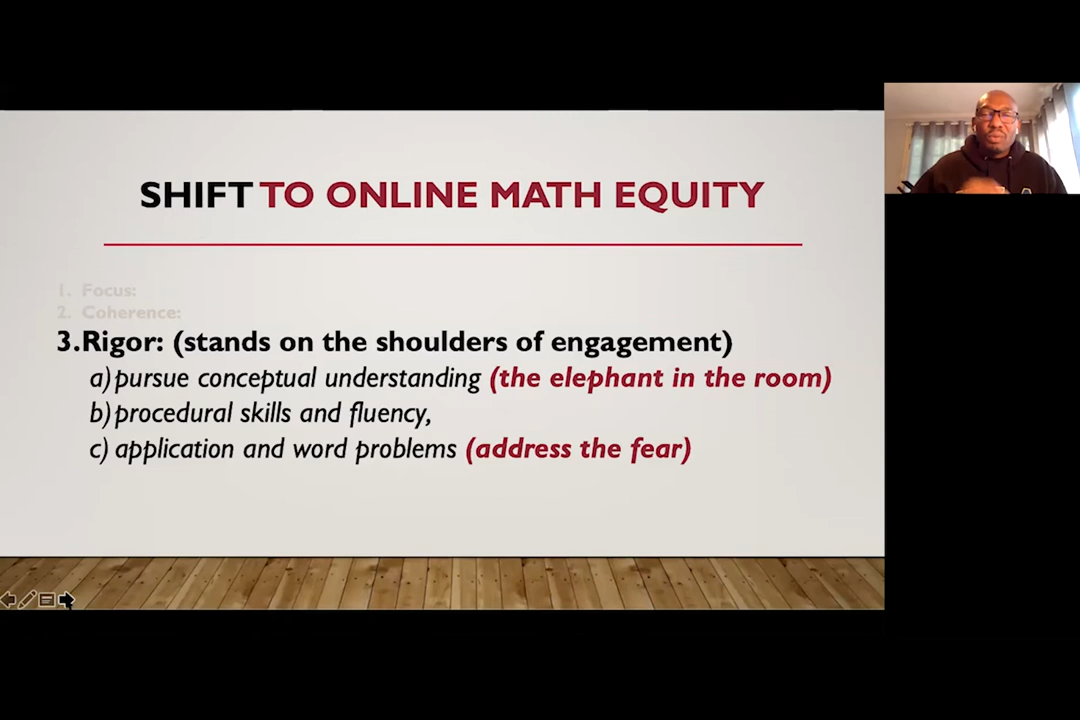 SHIFT TO ONLINE MATH EQUITY
1. Focus:
2. Coherence:
3.Rigor: (stands on the shoulders of engagement)
a)pursue conceptual understanding (the elephant in the room)
b)procedural skills and fluency,
c) application and word problems (address the fear)